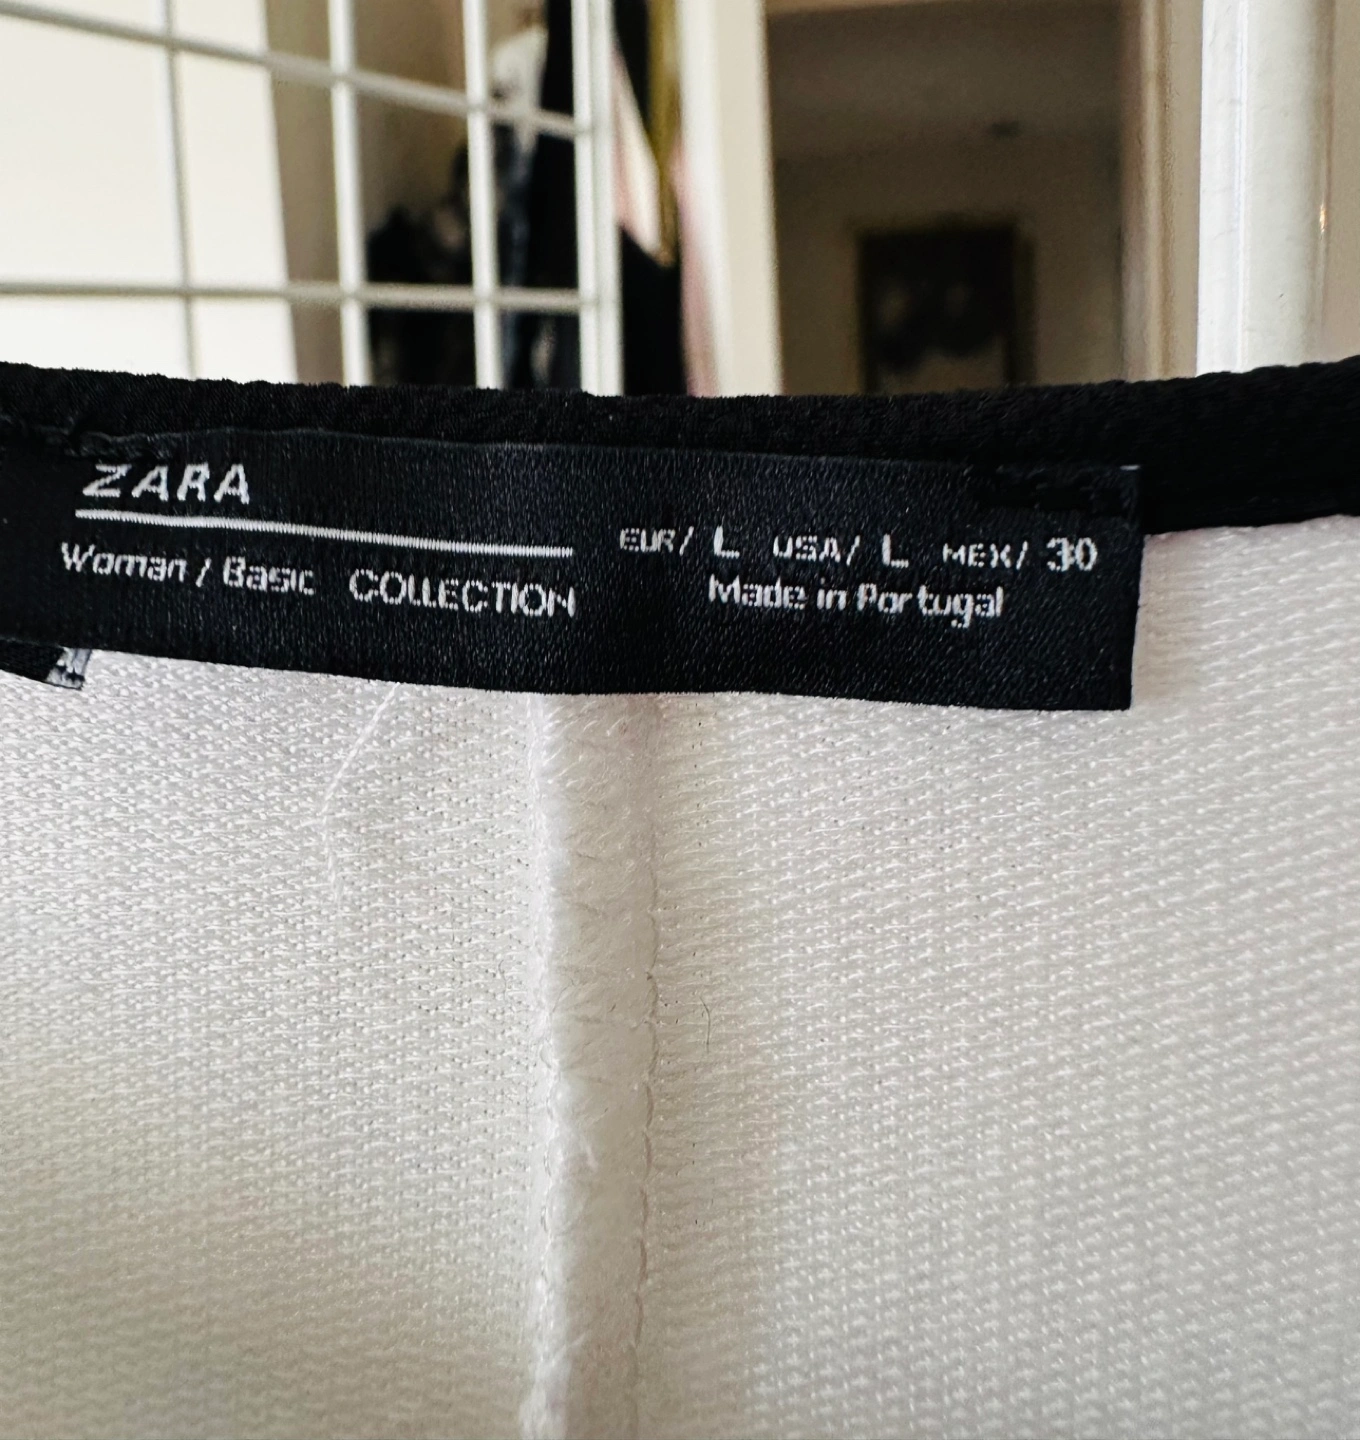 ZARA
Woman / Basic COLLECTION
EUR/ L USA/ L MEX/ 30
Made in Portugal